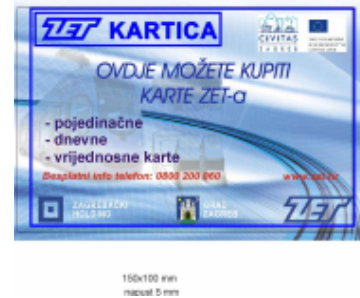 ZET KARTICA
CIVITAS
ZAGREB
OVDJE MOŽETE KUPITI
KARTE ZET-a
- pojedinačne
- dnevne
- vrijednosne karte
Besplatni info telefon: 0800 200 060
www.zet.hr
ZAGREBAČKI
HOLDING
GRAD
ZAGREB
ZET
150x100 mm
napust 5 mm